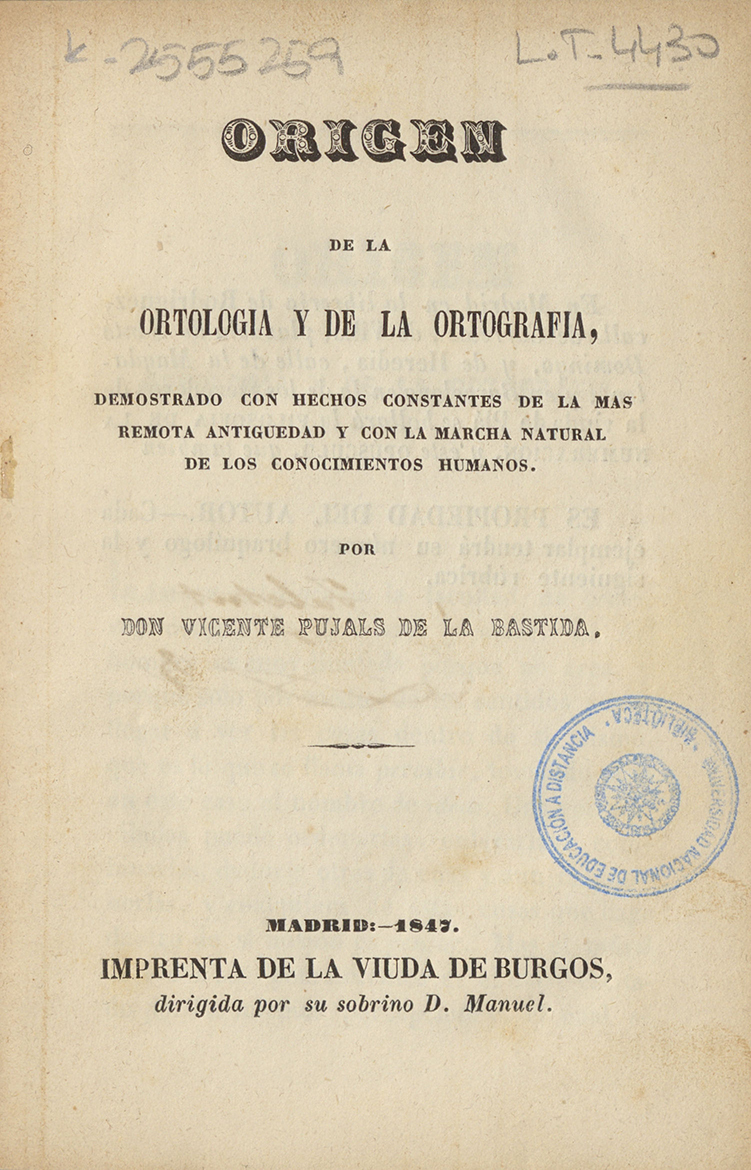 k-2555259
L.T-4430
ORIGEN
DE LA
ORTOLOGIA Y DE LA ORTOGRAFIA,
DEMOSTRADO CON HECHOS CONSTANTES DE LA MAS
REMOTA ANTIGUEDAD Y CON LA MARCHA NATURAL
DE LOS CONOCIMIENTOS HUMANOS.
POR
DON VICENTE PUJALS DE LA BASTIDA.
UNIVERSIDAD NACIONAL DE EDUCACIÓN A DISTANCIA · BIBLIOTECA ·
MADRID:—1847.
IMPRENTA DE LA VIUDA DE BURGOS,
dirigida por su sobrino D. Manuel.